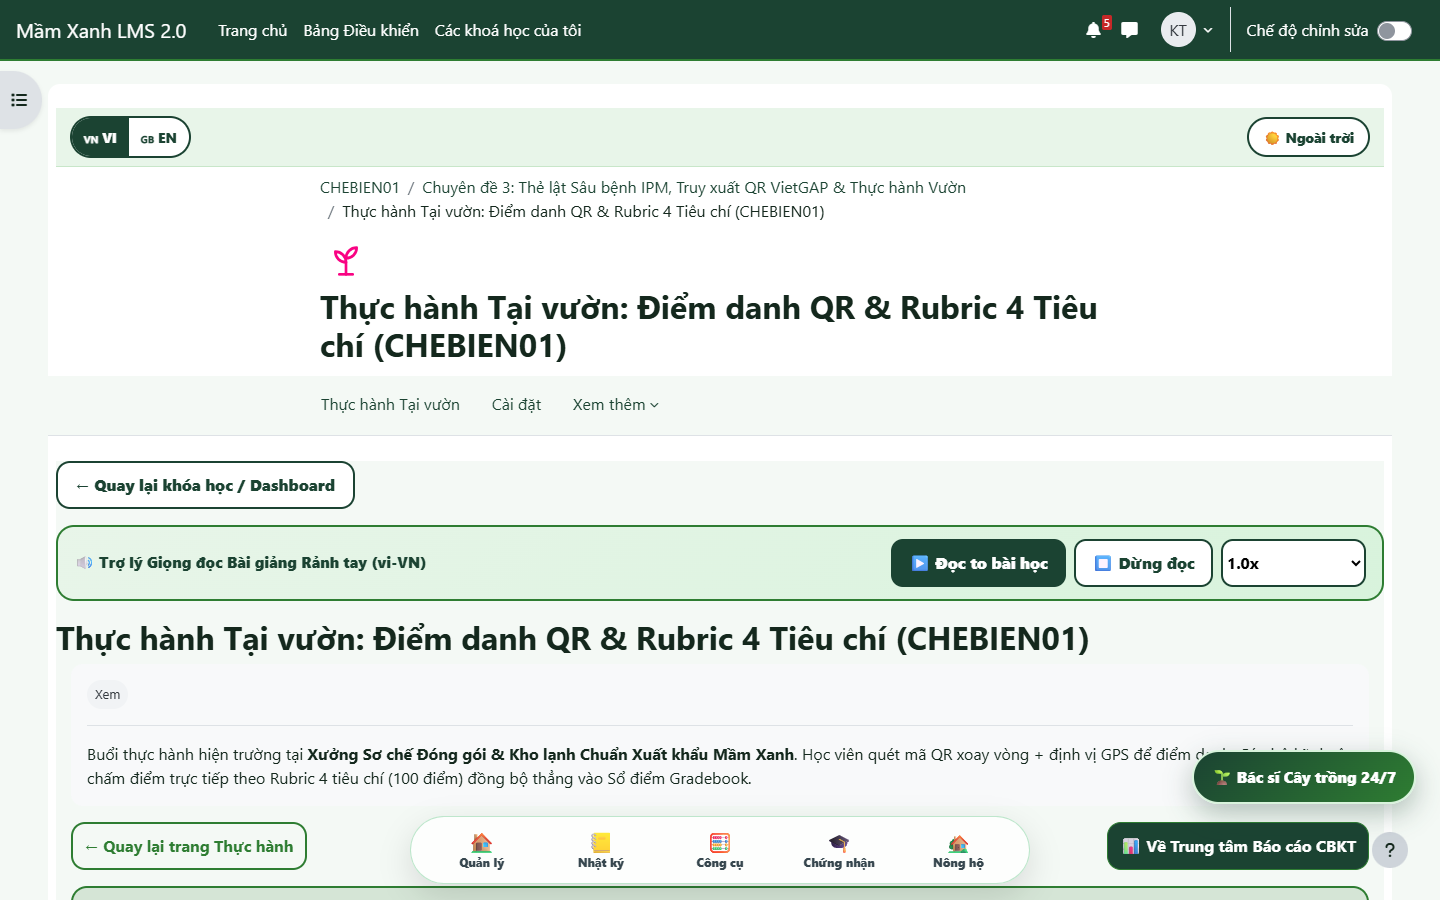 Mầm Xanh LMS 2.0
Trang chủ
Bảng Điều khiển
Các khoá học của tôi
5
KT
Chế độ chỉnh sửa
VN VI
GB EN
Ngoài trời
CHEBIEN01 / Chuyên đề 3: Thẻ lật Sâu bệnh IPM, Truy xuất QR VietGAP & Thực hành Vườn
/ Thực hành Tại vườn: Điểm danh QR & Rubric 4 Tiêu chí (CHEBIEN01)
Thực hành Tại vườn: Điểm danh QR & Rubric 4 Tiêu
chí (CHEBIEN01)
Thực hành Tại vườn
Cài đặt
Xem thêm
← Quay lại khóa học / Dashboard
Trợ lý Giọng đọc Bài giảng Rảnh tay (vi-VN)
Đọc to bài học
Dừng đọc
1.0x
Thực hành Tại vườn: Điểm danh QR & Rubric 4 Tiêu chí (CHEBIEN01)
Xem
Buổi thực hành hiện trường tại Xưởng Sơ chế Đóng gói & Kho lạnh Chuẩn Xuất khẩu Mầm Xanh. Học viên quét mã QR xoay vòng + định vị GPS để điểm
chấm điểm trực tiếp theo Rubric 4 tiêu chí (100 điểm) đồng bộ thẳng vào Sổ điểm Gradebook.
Bác sĩ Cây trồng 24/7
← Quay lại trang Thực hành
Quản lý
Nhật ký
Công cụ
Chứng nhận
Nông hộ
Về Trung tâm Báo cáo CBKT
?